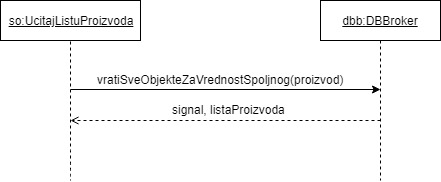 so:UcitajListuProizvoda
dbb:DBBroker
vratiSveObjekteZaVrednostSpoljnog(proizvod)
signal, listaProizvoda